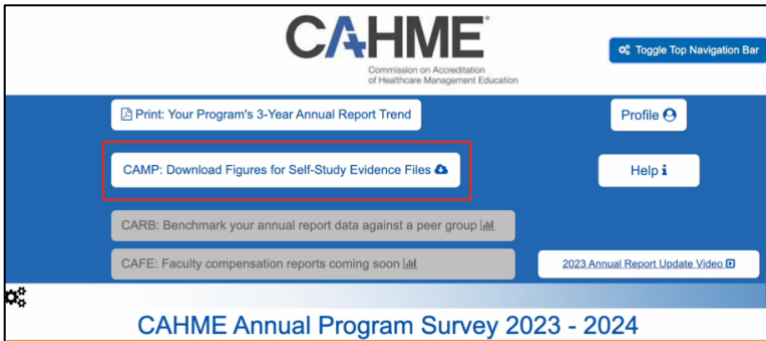 CAHME
Commission on Accreditation
of Healthcare Management Education
Toggle Top Navigation Bar
Print: Your Program's 3-Year Annual Report Trend
Profile
CAMP: Download Figures for Self-Study Evidence Files
Help
CARB: Benchmark your annual report data against a peer group
CAFE: Faculty compensation reports coming soon
2023 Annual Report Update Video
CAHME Annual Program Survey 2023 - 2024